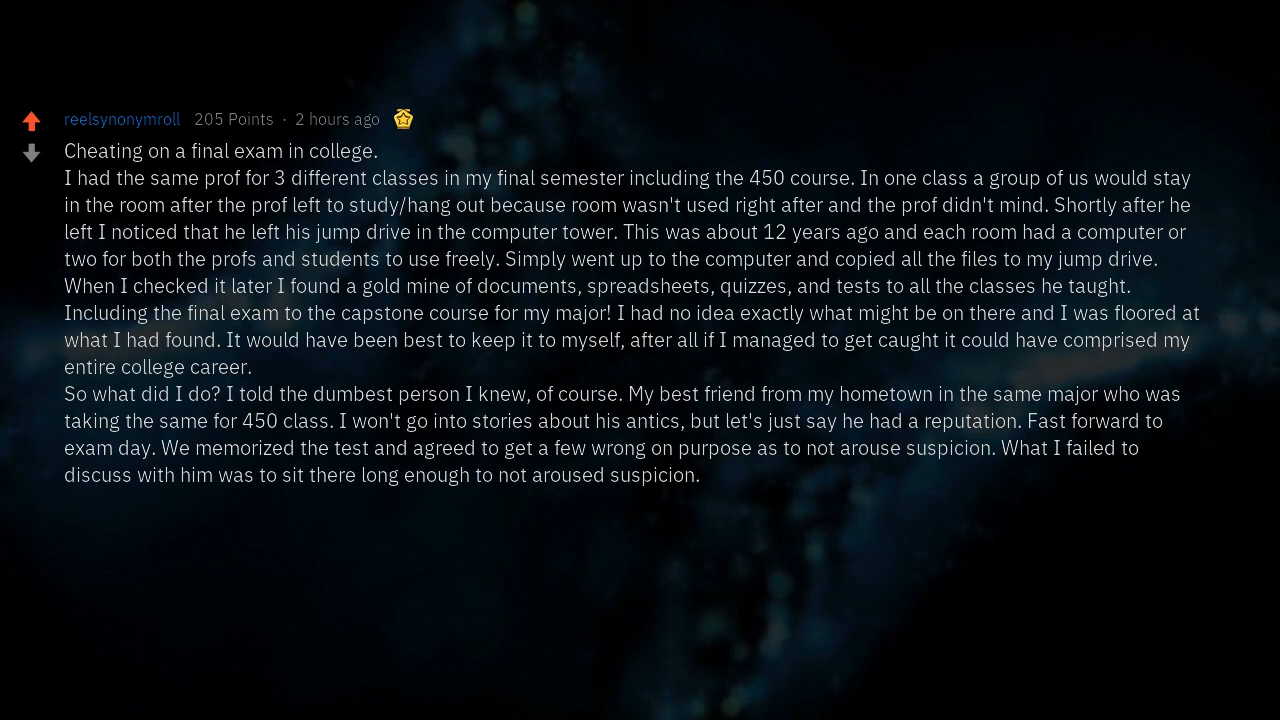 reelsynonymroll 205 Points · 2 hours ago
Cheating on a final exam in college.
I had the same prof for 3 different classes in my final semester including the 450 course. In one class a group of us would stay
in the room after the prof left to study/hang out because room wasn't used right after and the prof didn't mind. Shortly after he
left I noticed that he left his jump drive in the computer tower. This was about 12 years ago and each room had a computer or
two for both the profs and students to use freely. Simply went up to the computer and copied all the files to my jump drive.
When I checked it later I found a gold mine of documents, spreadsheets, quizzes, and tests to all the classes he taught.
Including the final exam to the capstone course for my major! I had no idea exactly what might be on there and I was floored at
what I had found. It would have been best to keep it to myself, after all if I managed to get caught it could have comprised my
entire college career.
So what did I do? I told the dumbest person I knew, of course. My best friend from my hometown in the same major who was
taking the same for 450 class. I won't go into stories about his antics, but let's just say he had a reputation. Fast forward to
exam day. We memorized the test and agreed to get a few wrong on purpose as to not arouse suspicion. What I failed to
discuss with him was to sit there long enough to not aroused suspicion.